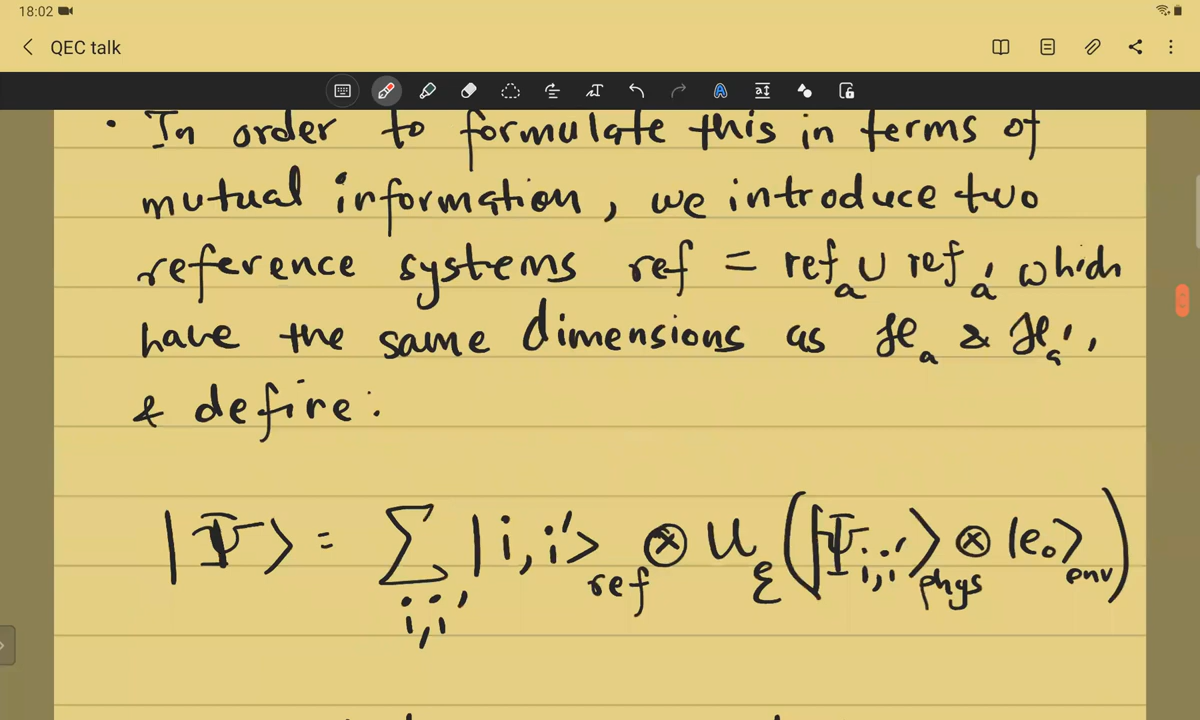 18:02
QEC talk
• In order to formulate this in terms of
mutual information, we introduce two
reference systems ref = ref_a ∪ ref_a' which
have the same dimensions as ℋ_a & ℋ_a',
& define:
|Ψ⟩ = Σ_{i,i'} |i,i'⟩_ref ⊗ U_ε (|Ψ_{i,i'}⟩_phys ⊗ |e₀⟩_env)